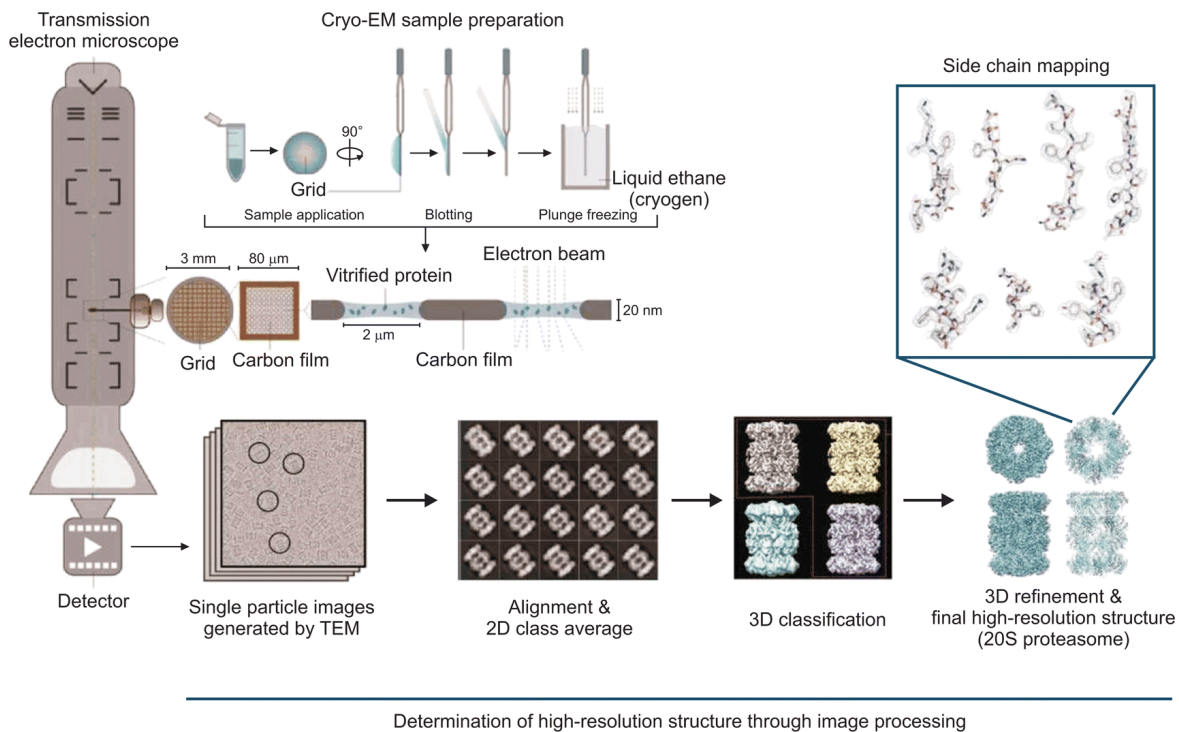 Transmission
electron microscope
Cryo-EM sample preparation
Side chain mapping
90°
Grid
Liquid ethane
(cryogen)
Sample application
Blotting
Plunge freezing
3 mm
80 μm
Vitrified protein
Electron beam
20 nm
2 μm
Grid
Carbon film
Carbon film
Detector
Single particle images
generated by TEM
Alignment &
2D class average
3D classification
3D refinement &
final high-resolution structure
(20S proteasome)
Determination of high-resolution structure through image processing